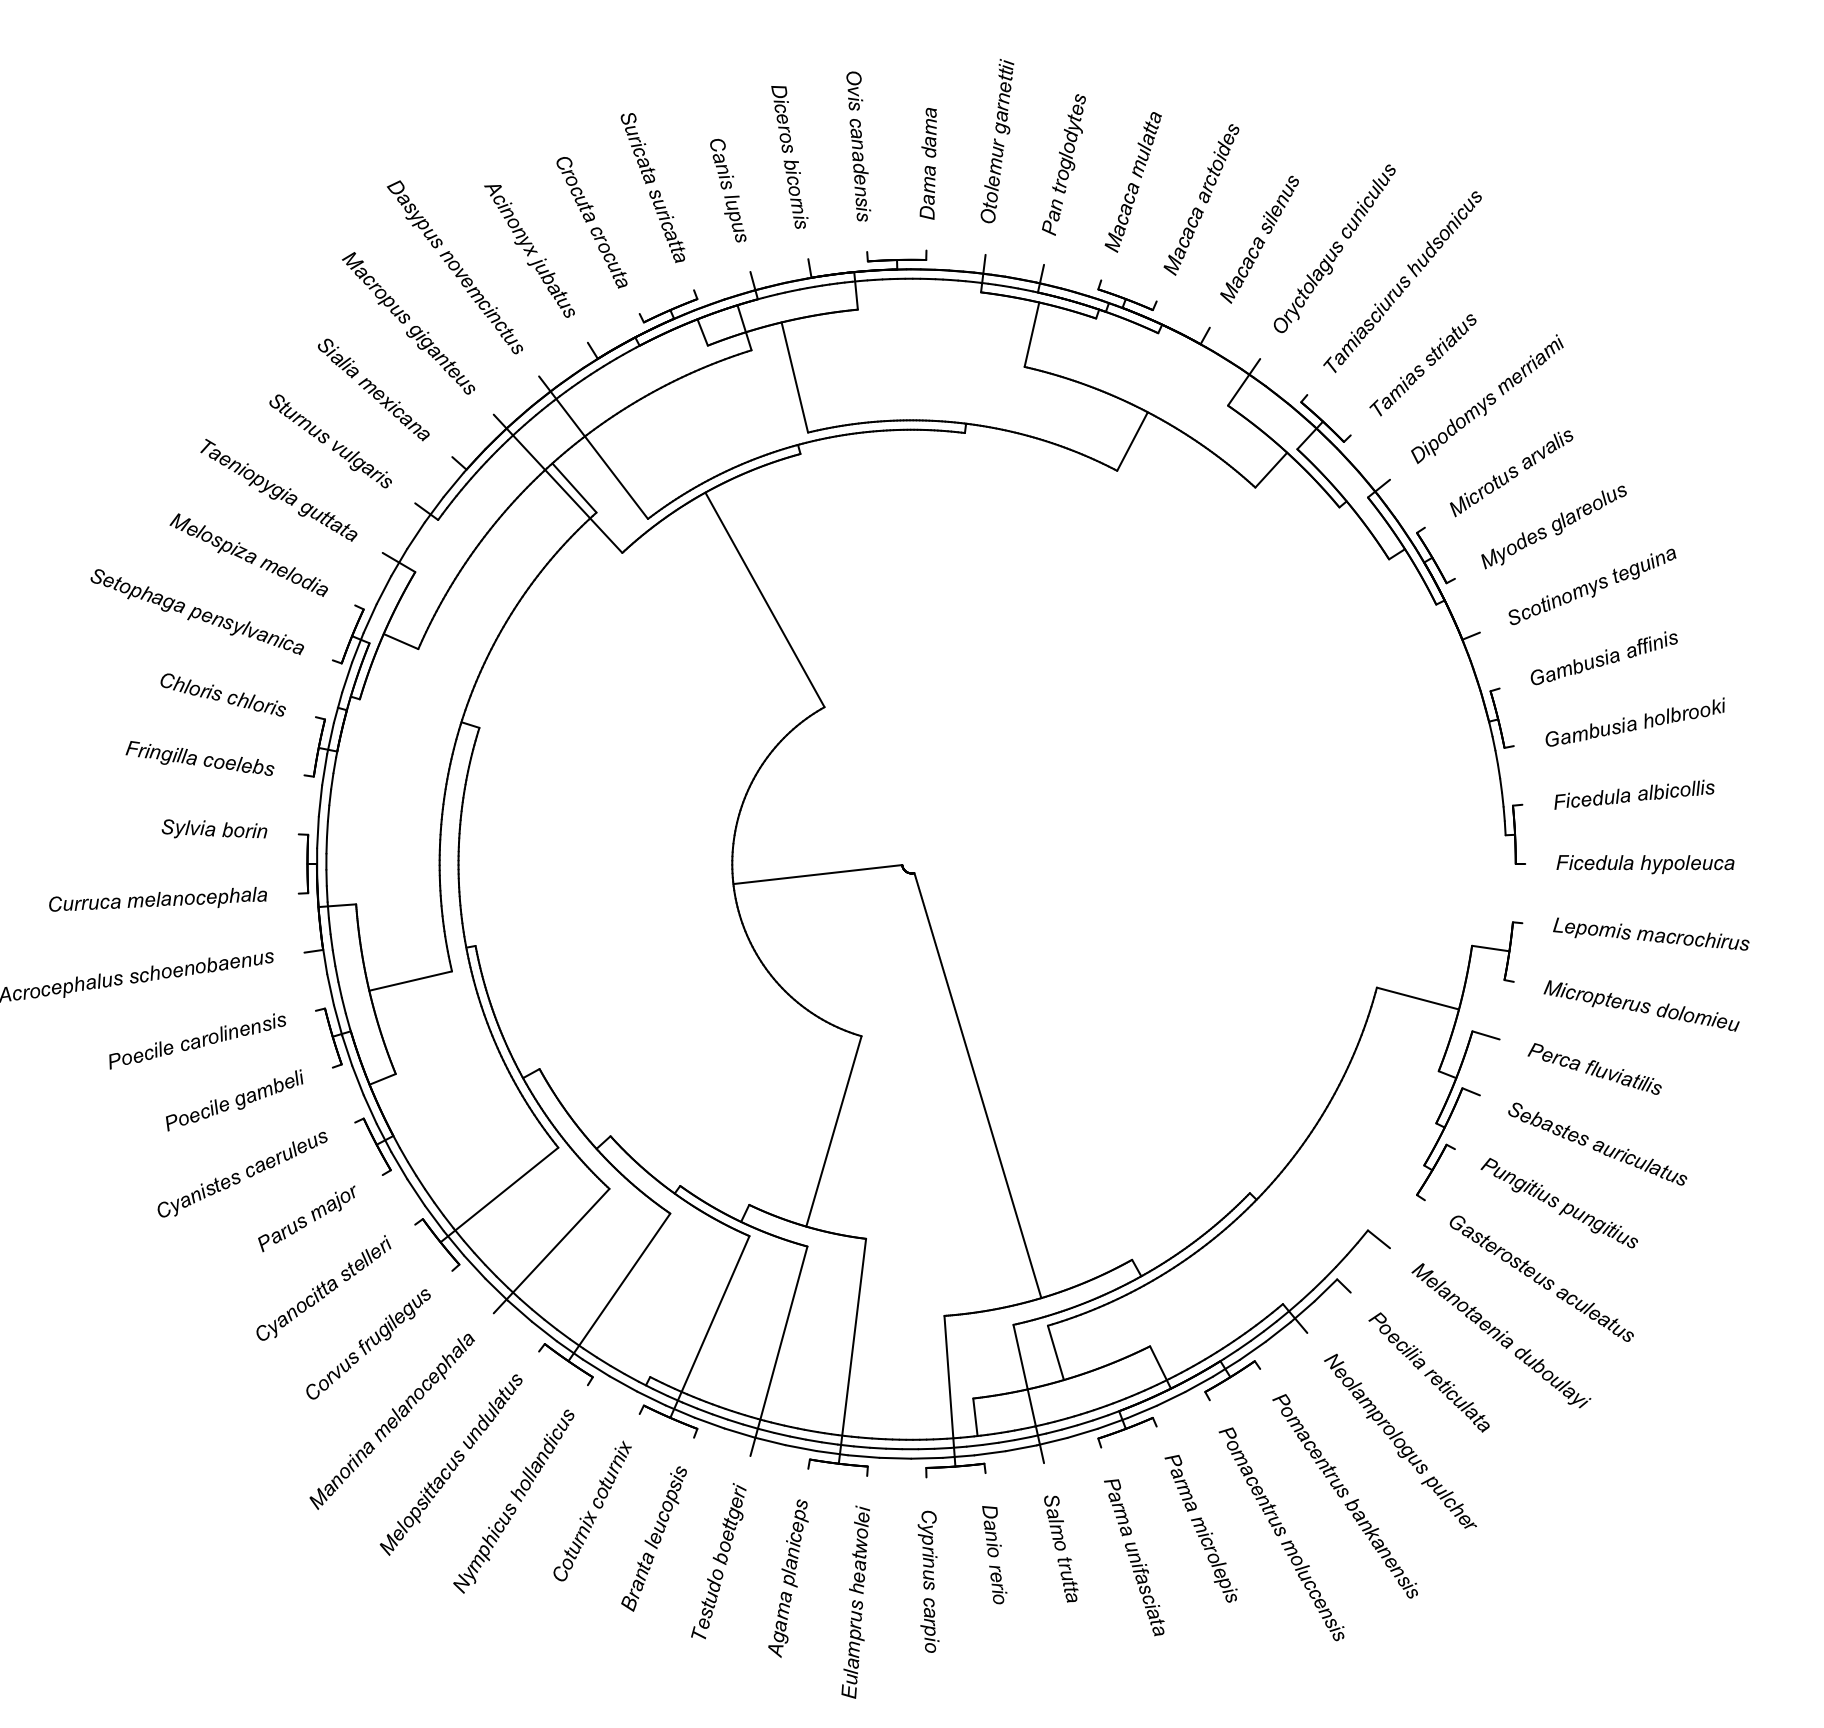 Ovis canadensis
Dama dama
Otolemur garnettii
Pan troglodytes
Macaca mulatta
Macaca arctoides
Macaca silenus
Oryctolagus cuniculus
Tamiasciurus hudsonicus
Tamias striatus
Dipodomys merriami
Microtus arvalis
Myodes glareolus
Scotinomys teguina
Gambusia affinis
Gambusia holbrooki
Ficedula albicollis
Ficedula hypoleuca
Lepomis macrochirus
Micropterus dolomieu
Perca fluviatilis
Sebastes auriculatus
Pungitius pungitius
Gasterosteus aculeatus
Melanotaenia duboulayi
Poecilia reticulata
Neolamprologus pulcher
Pomacentrus bankanensis
Pomacentrus moluccensis
Parma microlepis
Parma unifasciata
Salmo trutta
Danio rerio
Cyprinus carpio
Eulamprus heatwolei
Agama planiceps
Testudo boettgeri
Branta leucopsis
Coturnix coturnix
Nymphicus hollandicus
Melopsittacus undulatus
Manorina melanocephala
Corvus frugilegus
Cyanocitta stelleri
Parus major
Cyanistes caeruleus
Poecile gambeli
Poecile carolinensis
Acrocephalus schoenobaenus
Curruca melanocephala
Sylvia borin
Fringilla coelebs
Chloris chloris
Setophaga pensylvanica
Melospiza melodia
Taeniopygia guttata
Sturnus vulgaris
Sialia mexicana
Macropus giganteus
Dasypus novemcinctus
Acinonyx jubatus
Crocuta crocuta
Suricata suricatta
Canis lupus
Diceros bicornis